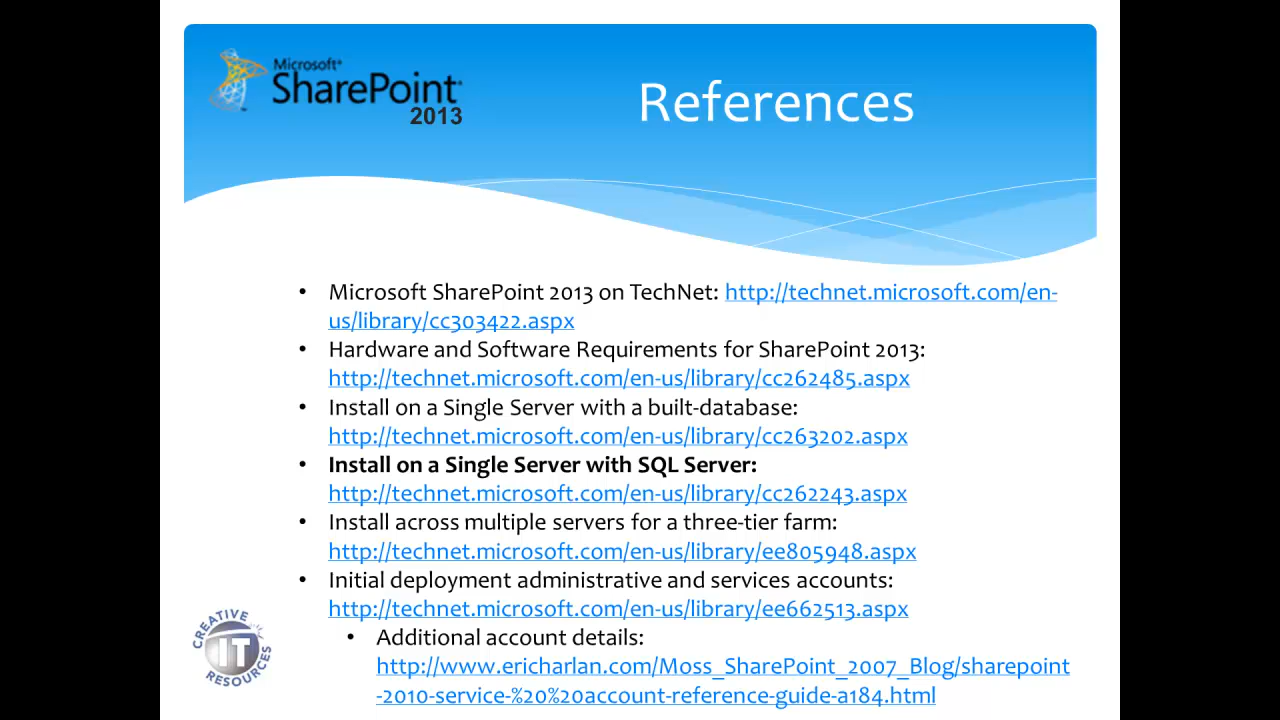 Microsoft®
SharePoint®
2013
References
• Microsoft SharePoint 2013 on TechNet: http://technet.microsoft.com/en-
us/library/cc303422.aspx
• Hardware and Software Requirements for SharePoint 2013:
http://technet.microsoft.com/en-us/library/cc262485.aspx
• Install on a Single Server with a built-database:
http://technet.microsoft.com/en-us/library/cc263202.aspx
• Install on a Single Server with SQL Server:
http://technet.microsoft.com/en-us/library/cc262243.aspx
• Install across multiple servers for a three-tier farm:
http://technet.microsoft.com/en-us/library/ee805948.aspx
• Initial deployment administrative and services accounts:
http://technet.microsoft.com/en-us/library/ee662513.aspx
• Additional account details:
http://www.ericharlan.com/Moss_SharePoint_2007_Blog/sharepoint
-2010-service-%20%20account-reference-guide-a184.html
CREATIVE
IT
RESOURCES